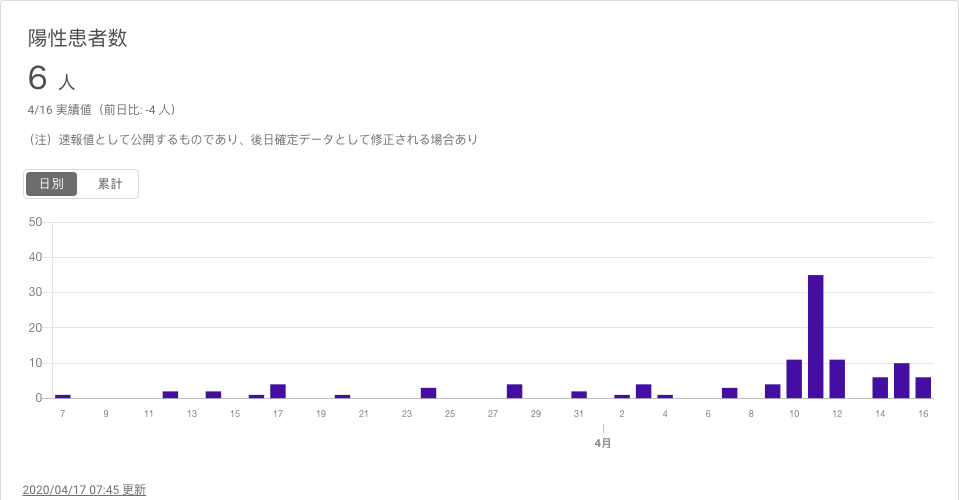 陽性患者数
6 人
4/16 実績値（前日比: -4 人）
（注）速報値として公開するものであり、後日確定データとして修正される場合あり
日別 累計
50
40
30
20
10
0
7 9 11 13 15 17 19 21 23 25 27 29 31 2 4 6 8 10 12 14 16
4月
2020/04/17 07:45 更新